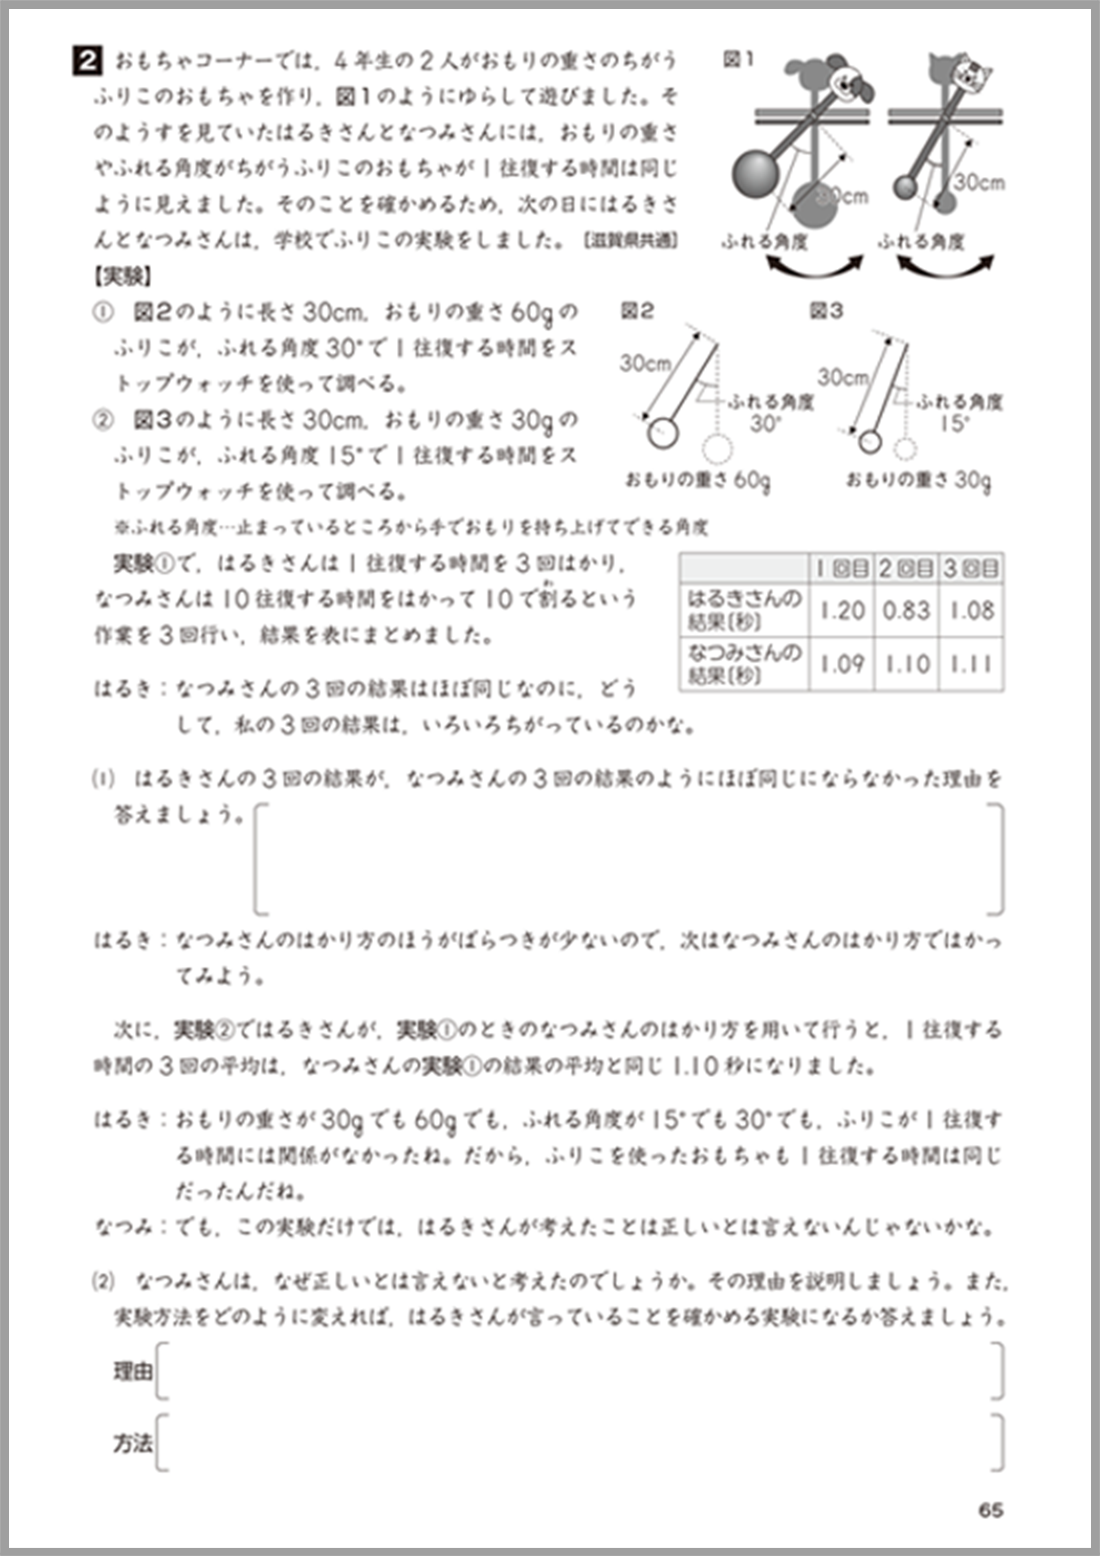 2 おもちゃコーナーでは，4年生の2人がおもりの重さのちがう
ふりこのおもちゃを作り，図1のようにゆらして遊びました。そ
のようすを見ていたはるきさんとなつみさんには，おもりの重さ
やふれる角度がちがうふりこのおもちゃが1往復する時間は同じ
ように見えました。そのことを確かめるため，次の日にはるきさ
んとなつみさんは，学校でふりこの実験をしました。［滋賀県共通］
図1
30cm
30cm
ふれる角度
ふれる角度
【実験】
① 図2のように長さ30cm，おもりの重さ60gの
ふりこが，ふれる角度30°で1往復する時間をス
トップウォッチを使って調べる。
② 図3のように長さ30cm，おもりの重さ30gの
ふりこが，ふれる角度15°で1往復する時間をス
トップウォッチを使って調べる。
図2
30cm
ふれる角度
30°
おもりの重さ60g
図3
30cm
ふれる角度
15°
おもりの重さ30g
※ふれる角度…止まっているところから手でおもりを持ち上げてできる角度
実験①で，はるきさんは1往復する時間を3回はかり，
なつみさんは10往復する時間をはかって10で割るという
わ
作業を3回行い，結果を表にまとめました。
1回目 2回目 3回目
はるきさんの
結果〔秒〕 1.20 0.83 1.08
なつみさんの
結果〔秒〕 1.09 1.10 1.11
はるき：なつみさんの3回の結果はほぼ同じなのに，どう
して，私の3回の結果は，いろいろちがっているのかな。
(1) はるきさんの3回の結果が，なつみさんの3回の結果のようにほぼ同じにならなかった理由を
答えましょう。
はるき：なつみさんのはかり方のほうがばらつきが少ないので，次はなつみさんのはかり方ではかっ
てみよう。
次に，実験②ではるきさんが，実験①のときのなつみさんのはかり方を用いて行うと，1往復する
時間の3回の平均は，なつみさんの実験①の結果の平均と同じ1.10秒になりました。
はるき：おもりの重さが30gでも60gでも，ふれる角度が15°でも30°でも，ふりこが1往復す
る時間には関係がなかったね。だから，ふりこを使ったおもちゃも1往復する時間は同じ
だったんだね。
なつみ：でも，この実験だけでは，はるきさんが考えたことは正しいとは言えないんじゃないかな。
(2) なつみさんは，なぜ正しいとは言えないと考えたのでしょうか。その理由を説明しましょう。また，
実験方法をどのように変えれば，はるきさんが言っていることを確かめる実験になるか答えましょう。
理由
方法
65